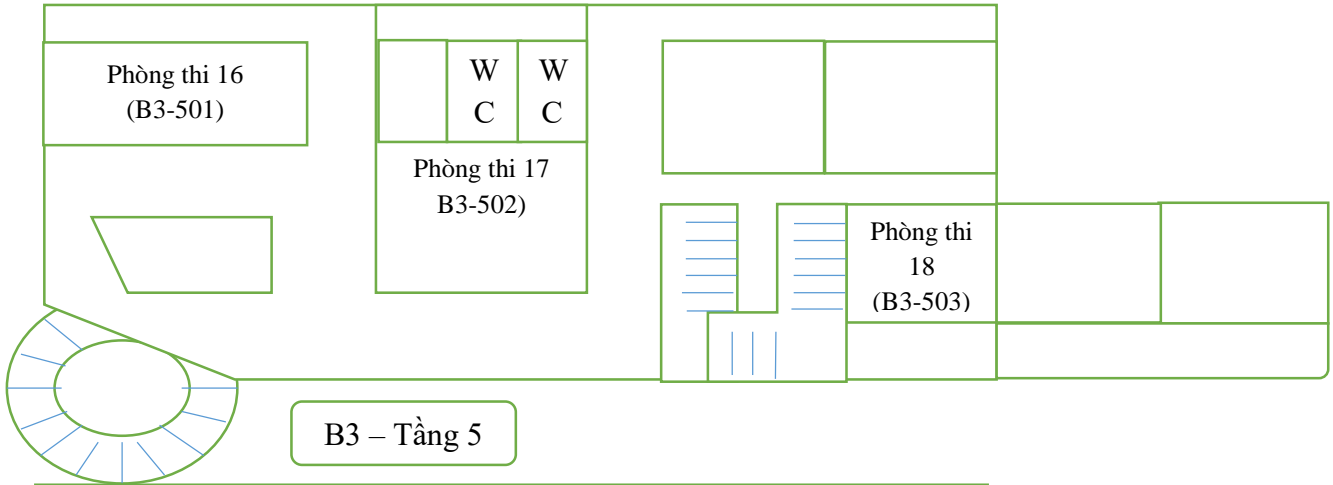 Phòng thi 16
(B3-501)
W
C
W
C
Phòng thi 17
B3-502)
Phòng thi
18
(B3-503)
B3 – Tầng 5